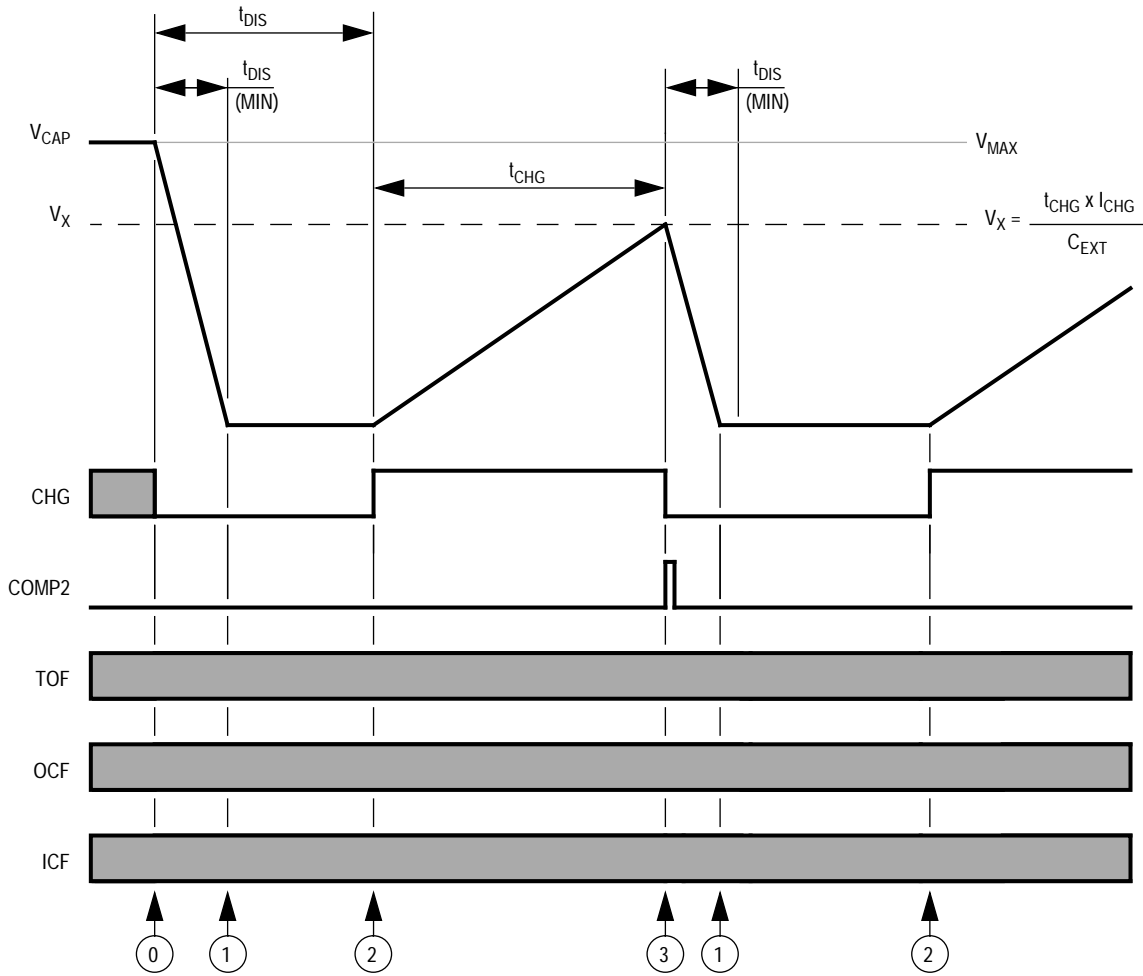 tDIS
tDIS
(MIN)
tDIS
(MIN)
VCAP
VMAX
tCHG
VX
VX = tCHG x ICHG
CEXT
CHG
COMP2
TOF
OCF
ICF
0 1 2 3 1 2